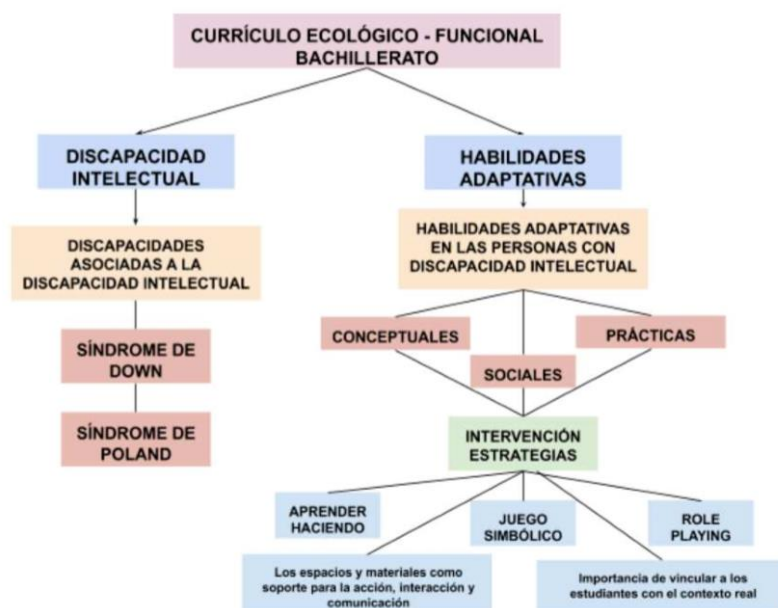 CURRÍCULO ECOLÓGICO - FUNCIONAL
BACHILLERATO
DISCAPACIDAD
INTELECTUAL
HABILIDADES
ADAPTATIVAS
DISCAPACIDADES
ASOCIADAS A LA
DISCAPACIDAD INTELECTUAL
HABILIDADES ADAPTATIVAS
EN LAS PERSONAS CON
DISCAPACIDAD INTELECTUAL
SÍNDROME DE
DOWN
CONCEPTUALES
PRÁCTICAS
SOCIALES
SÍNDROME DE
POLAND
INTERVENCIÓN
ESTRATEGIAS
APRENDER
HACIENDO
JUEGO
SIMBÓLICO
ROLE
PLAYING
Los espacios y materiales como
soporte para la acción, interacción y
comunicación
Importancia de vincular a los
estudiantes con el contexto real